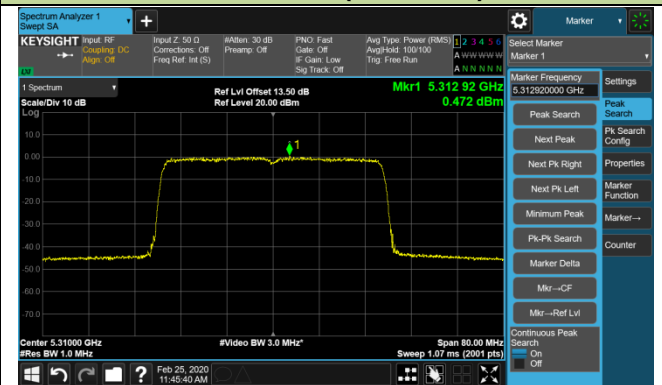 Spectrum Analyzer 1
Swept SA
+
Marker
KEYSIGHT
Input: RF
Coupling: DC
Align: Off
Input Z: 50 Ω
Corrections: Off
Freq Ref: Int (S)
#Atten: 30 dB
Preamp: Off
PNO: Fast
Gate: Off
IF Gain: Low
Sig Track: Off
Avg Type: Power (RMS)
Avg|Hold: 100/100
Trig: Free Run
1 2 3 4 5 6
A W W W W W
A N N N N N
Select Marker
Marker 1
1 Spectrum
Scale/Div 10 dB
Log
Ref Lvl Offset 13.50 dB
Ref Level 20.00 dBm
Mkr1 5.312 92 GHz
0.472 dBm
1
10.0
0.00
-10.0
-20.0
-30.0
-40.0
-50.0
-60.0
-70.0
Center 5.31000 GHz
#Res BW 1.0 MHz
#Video BW 3.0 MHz*
Span 80.00 MHz
Sweep 1.07 ms (2001 pts)
Marker Frequency
5.312920000 GHz
Peak Search
Next Peak
Next Pk Right
Next Pk Left
Minimum Peak
Pk-Pk Search
Marker Delta
Mkr→CF
Mkr→Ref Lvl
Continuous Peak
Search
On
Off
Settings
Peak
Search
Pk Search
Config
Properties
Marker
Function
Marker→
Counter
?
Feb 25, 2020
11:45:40 AM